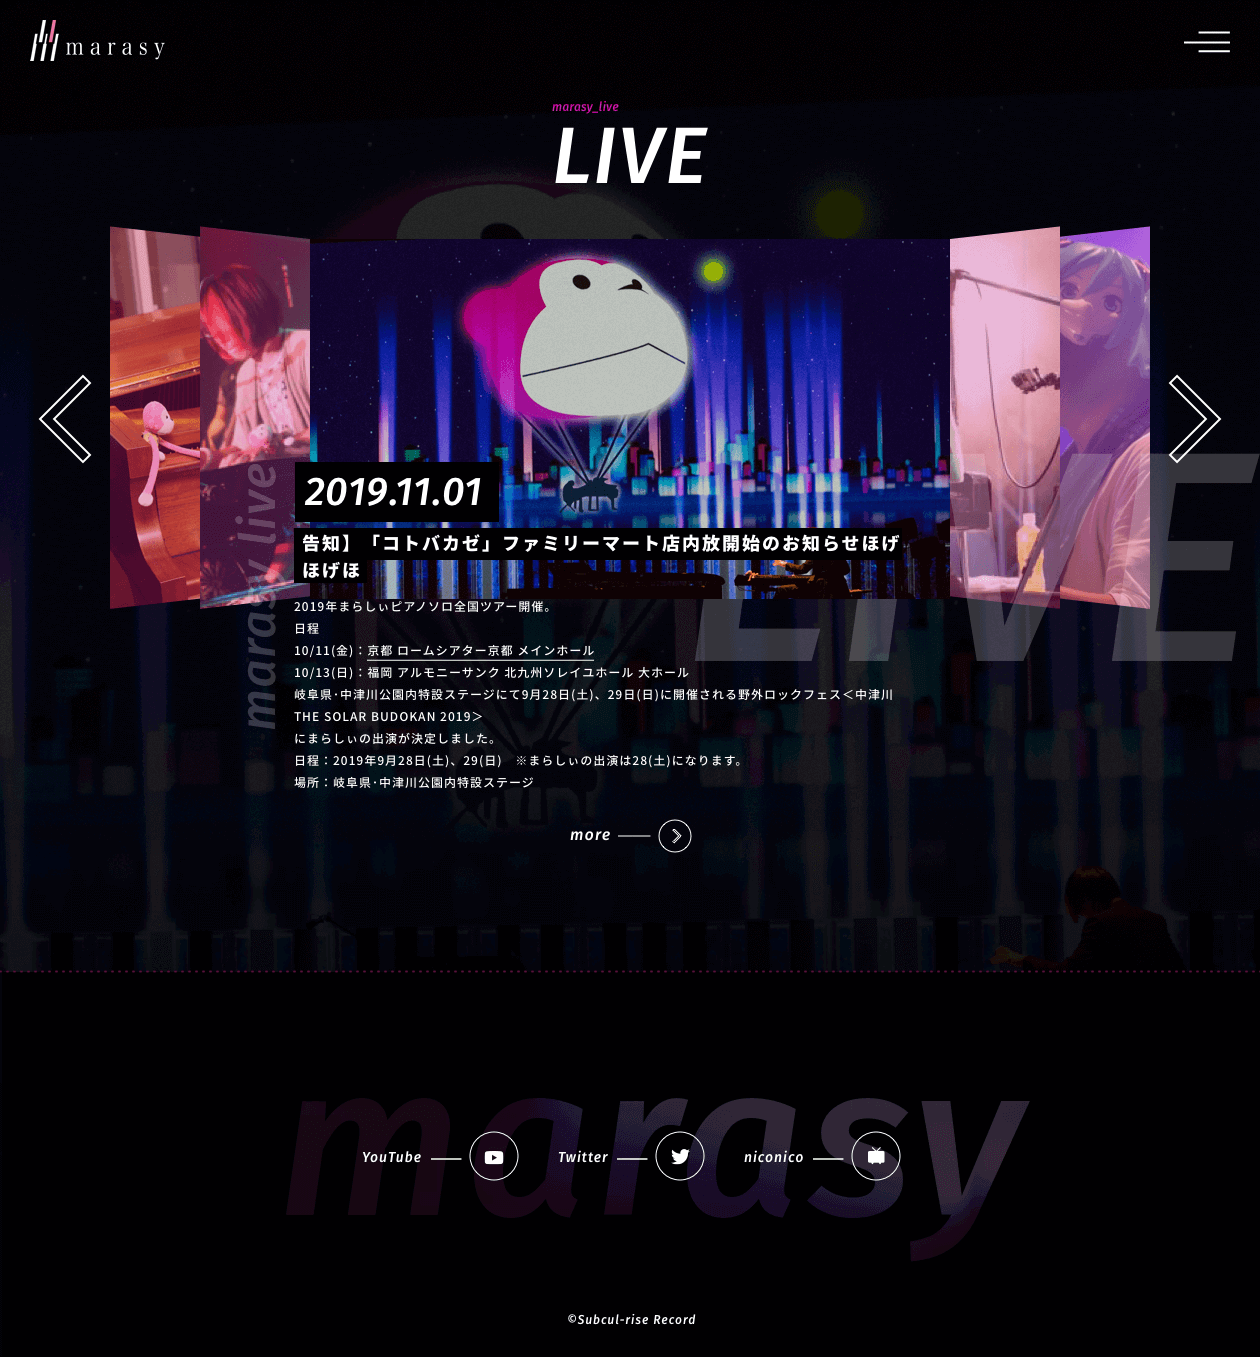 marasy
marasy_live
LIVE
LIVE
marasy live
2019.11.01
告知】「コトバカゼ」ファミリーマート店内放開始のお知らせほげ
ほげほ
2019年まらしぃピアノソロ全国ツアー開催。
日程
10/11(金)：京都 ロームシアター京都 メインホール
10/13(日)：福岡 アルモニーサンク 北九州ソレイユホール 大ホール
岐阜県･中津川公園内特設ステージにて9月28日(土)、29日(日)に開催される野外ロックフェス＜中津川
THE SOLAR BUDOKAN 2019＞
にまらしぃの出演が決定しました。
日程：2019年9月28日(土)、29(日)　※まらしぃの出演は28(土)になります。
場所：岐阜県･中津川公園内特設ステージ
more
marasy
YouTube
Twitter
niconico
©Subcul-rise Record